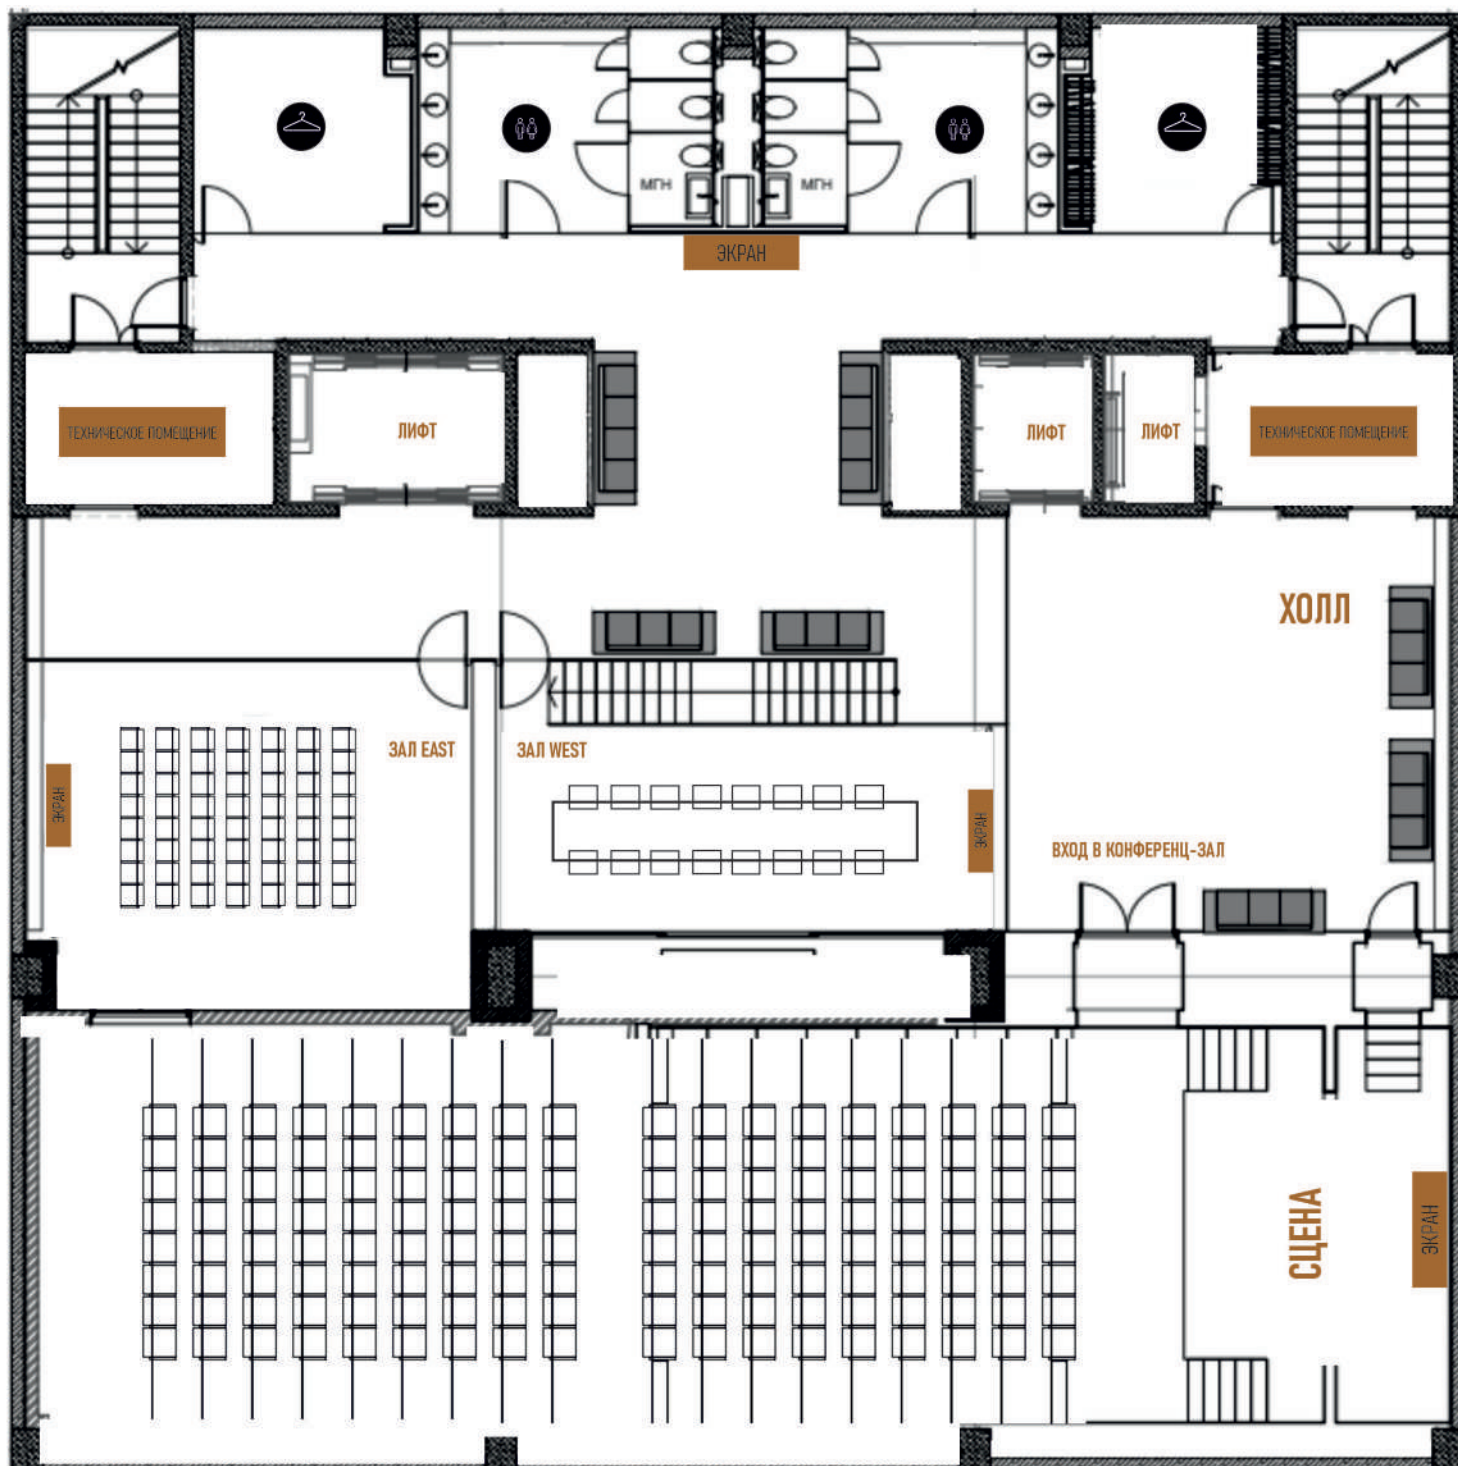 МГН
МГН
ЭКРАН
ТЕХНИЧЕСКОЕ ПОМЕЩЕНИЕ
ЛИФТ
ЛИФТ
ЛИФТ
ТЕХНИЧЕСКОЕ ПОМЕЩЕНИЕ
ХОЛЛ
ЗАЛ EAST
ЗАЛ WEST
ЭКРАН
ЭКРАН
ВХОД В КОНФЕРЕНЦ-ЗАЛ
СЦЕНА
ЭКРАН